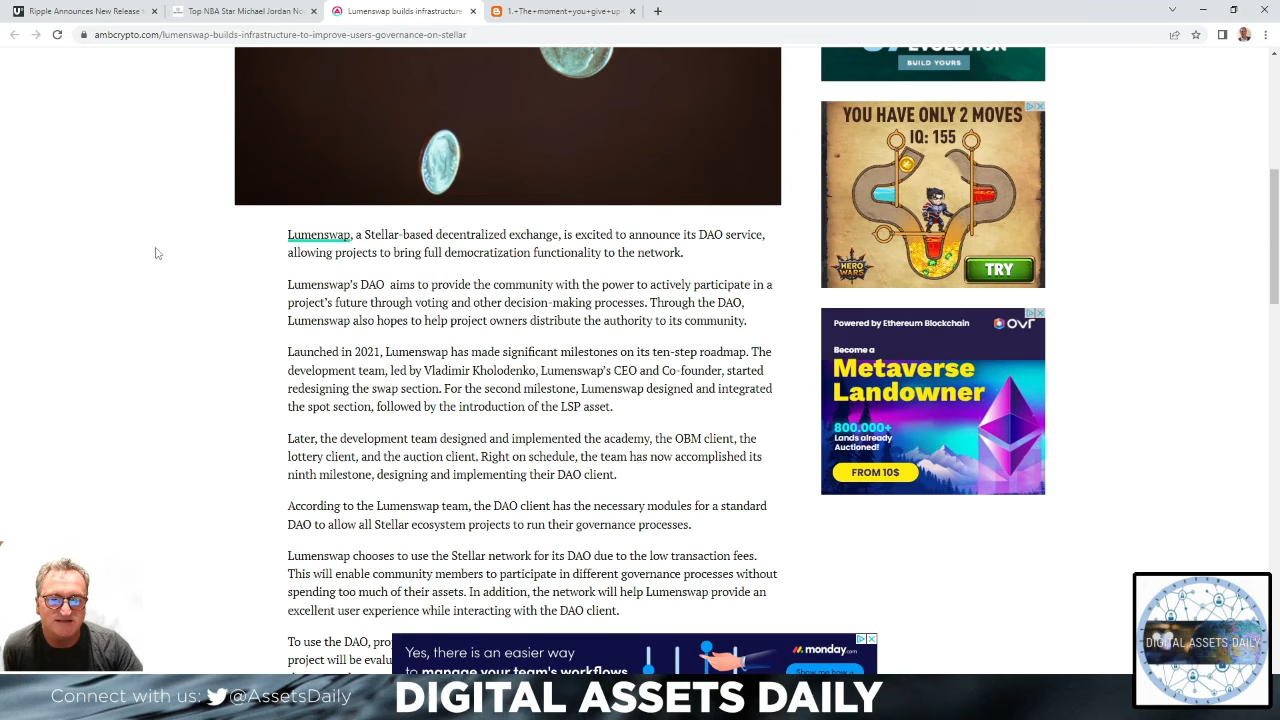 Ripple Announces New Release
Top NBA Star Michael Jordan No
Lumenswap builds infrastructure
1.+The+moment+you+give+up
ambcrypto.com/lumenswap-builds-infrastructure-to-improve-users-governance-on-stellar
EVOLUTION
BUILD YOURS
YOU HAVE ONLY 2 MOVES
IQ: 155
HERO
WARS
TRY
Lumenswap, a Stellar-based decentralized exchange, is excited to announce its DAO service,
allowing projects to bring full democratization functionality to the network.
Lumenswap's DAO aims to provide the community with the power to actively participate in a
project's future through voting and other decision-making processes. Through the DAO,
Lumenswap also hopes to help project owners distribute the authority to its community.
Launched in 2021, Lumenswap has made significant milestones on its ten-step roadmap. The
development team, led by Vladimir Kholodenko, Lumenswap's CEO and Co-founder, started
redesigning the swap section. For the second milestone, Lumenswap designed and integrated
the spot section, followed by the introduction of the LSP asset.
Later, the development team designed and implemented the academy, the OBM client, the
lottery client, and the auction client. Right on schedule, the team has now accomplished its
ninth milestone, designing and implementing their DAO client.
According to the Lumenswap team, the DAO client has the necessary modules for a standard
DAO to allow all Stellar ecosystem projects to run their governance processes.
Lumenswap chooses to use the Stellar network for its DAO due to the low transaction fees.
This will enable community members to participate in different governance processes without
spending too much of their assets. In addition, the network will help Lumenswap provide an
excellent user experience while interacting with the DAO client.
To use the DAO, pro
project will be evalu
Powered by Ethereum Blockchain
OVR
Become a
Metaverse
Landowner
800.000+
Lands already
Auctioned!
FROM 10$
Yes, there is an easier way
to manage your team's workflows
monday.com
Show me how
DIGITAL ASSETS DAILY
Connect with us: @AssetsDaily
DIGITAL ASSETS DAILY